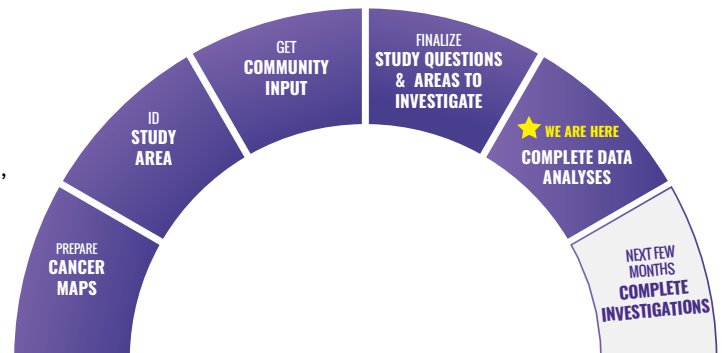 PREPARE
CANCER
MAPS
ID
STUDY
AREA
GET
COMMUNITY
INPUT
FINALIZE
STUDY QUESTIONS
& AREAS TO
INVESTIGATE
WE ARE HERE
COMPLETE DATA
ANALYSES
NEXT FEW
MONTHS
COMPLETE
INVESTIGATIONS
,